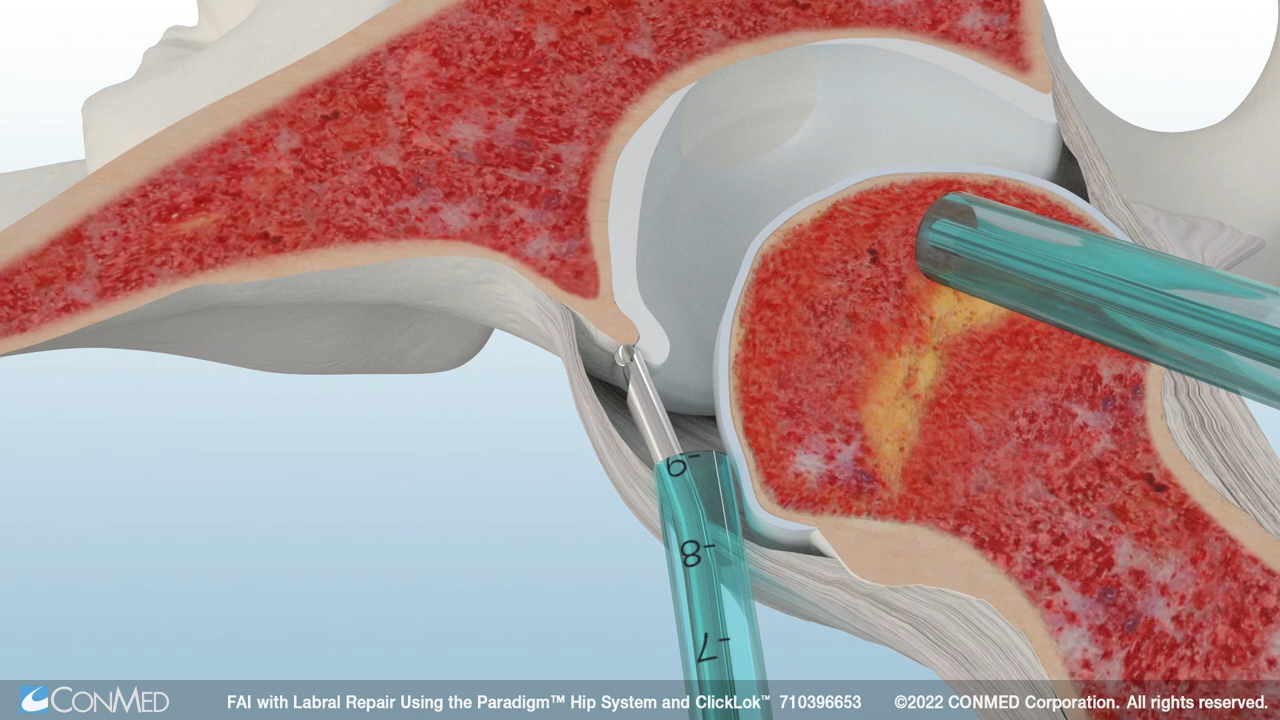 -9
-8
-7
CONMED
FAI with Labral Repair Using the Paradigm™ Hip System and ClickLok™ 710396653 ©2022 CONMED Corporation. All rights reserved.